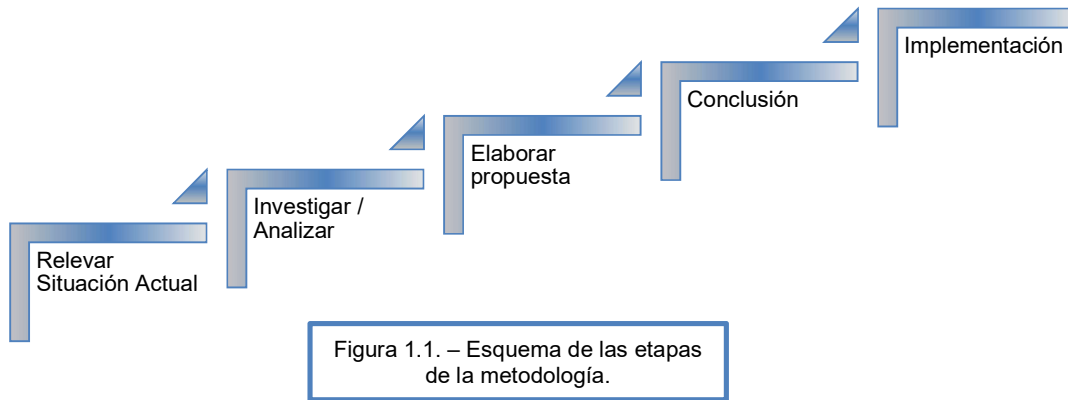 Relevar
Situación Actual
Investigar /
Analizar
Elaborar
propuesta
Conclusión
Implementación
Figura 1.1. – Esquema de las etapas
de la metodología.